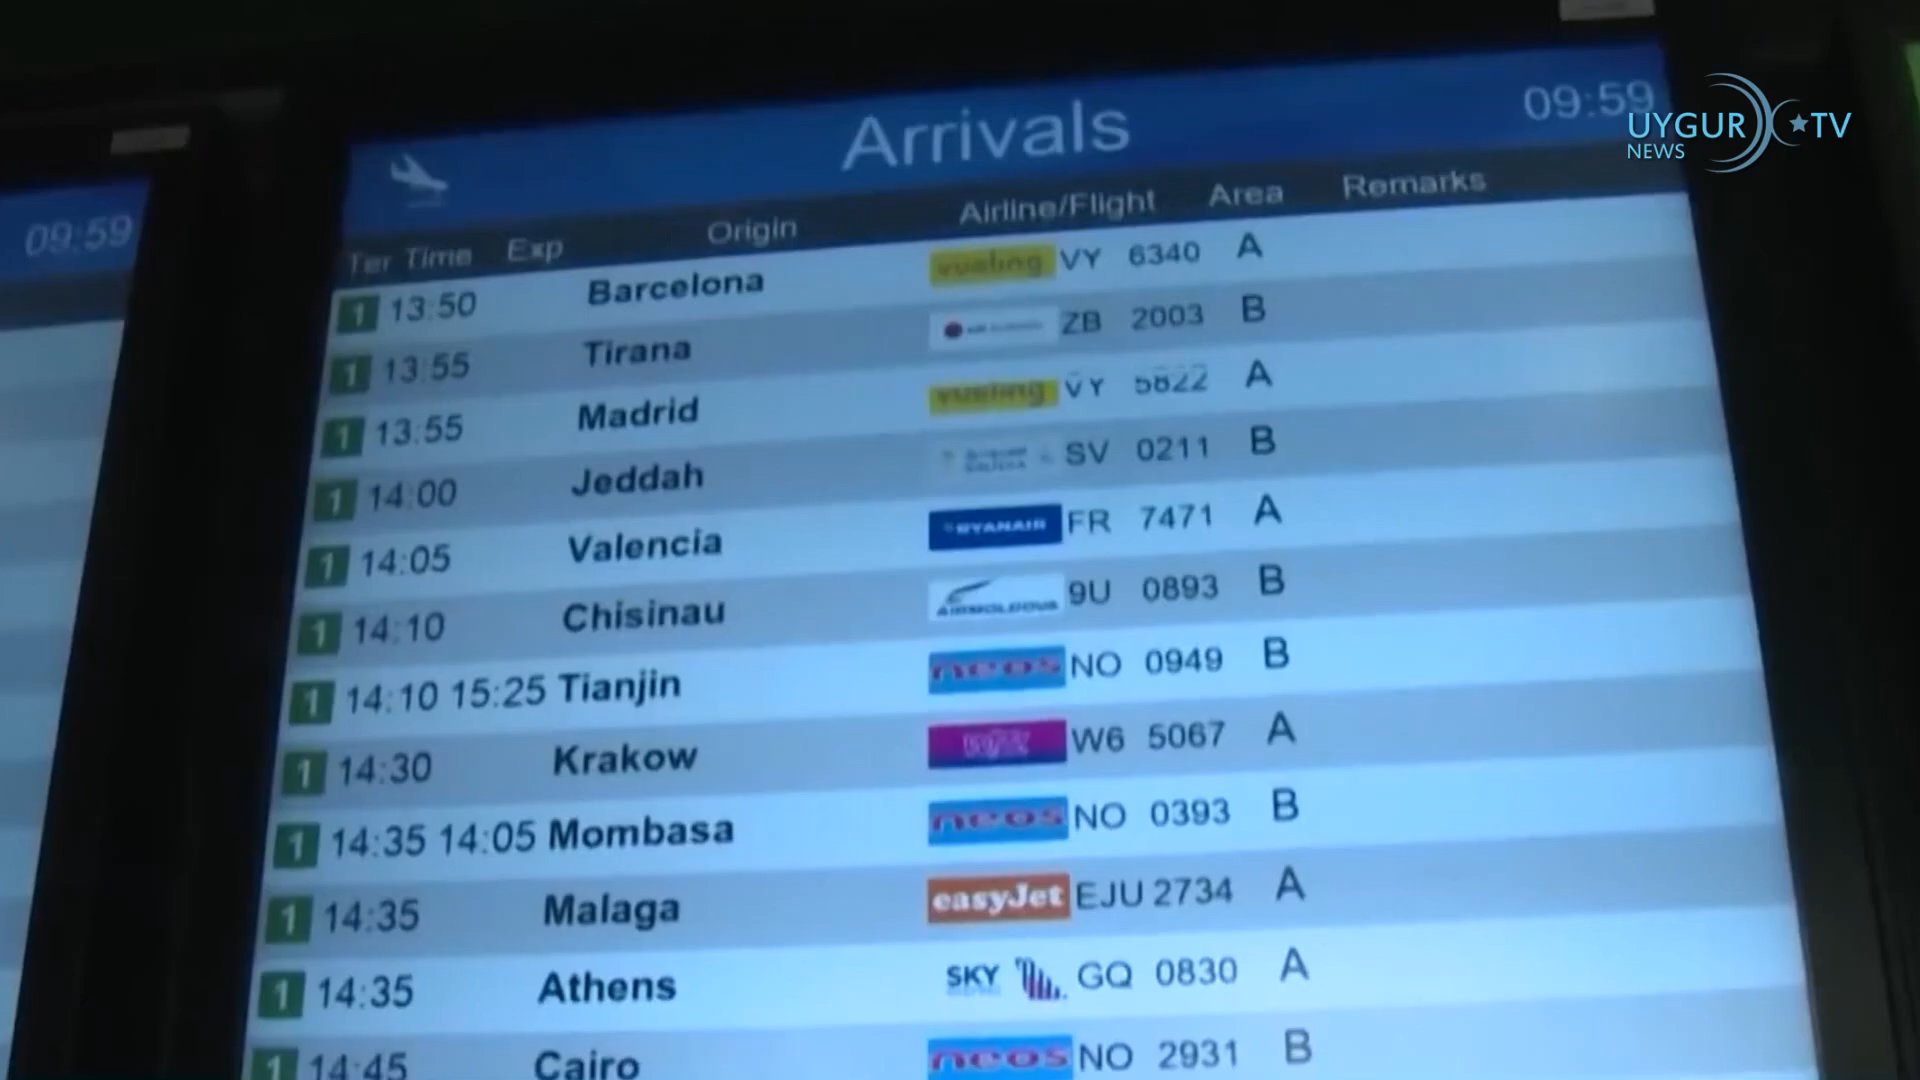 Arrivals 09:59
UYGUR TV
NEWS
09:59
Ter Time Exp Origin Airline/Flight Area Remarks
1 13:50 Barcelona vueling VY 6340 A
1 13:55 Tirana ZB 2003 B
1 13:55 Madrid vueling VY 5822 A
1 14:00 Jeddah SV 0211 B
1 14:05 Valencia RYANAIR FR 7471 A
1 14:10 Chisinau AIRMOLDOVA 9U 0893 B
1 14:10 15:25 Tianjin neos NO 0949 B
1 14:30 Krakow W6 5067 A
1 14:35 14:05 Mombasa neos NO 0393 B
1 14:35 Malaga easyJet EJU 2734 A
1 14:35 Athens SKY GQ 0830 A
1 14:45 Cairo neos NO 2931 B